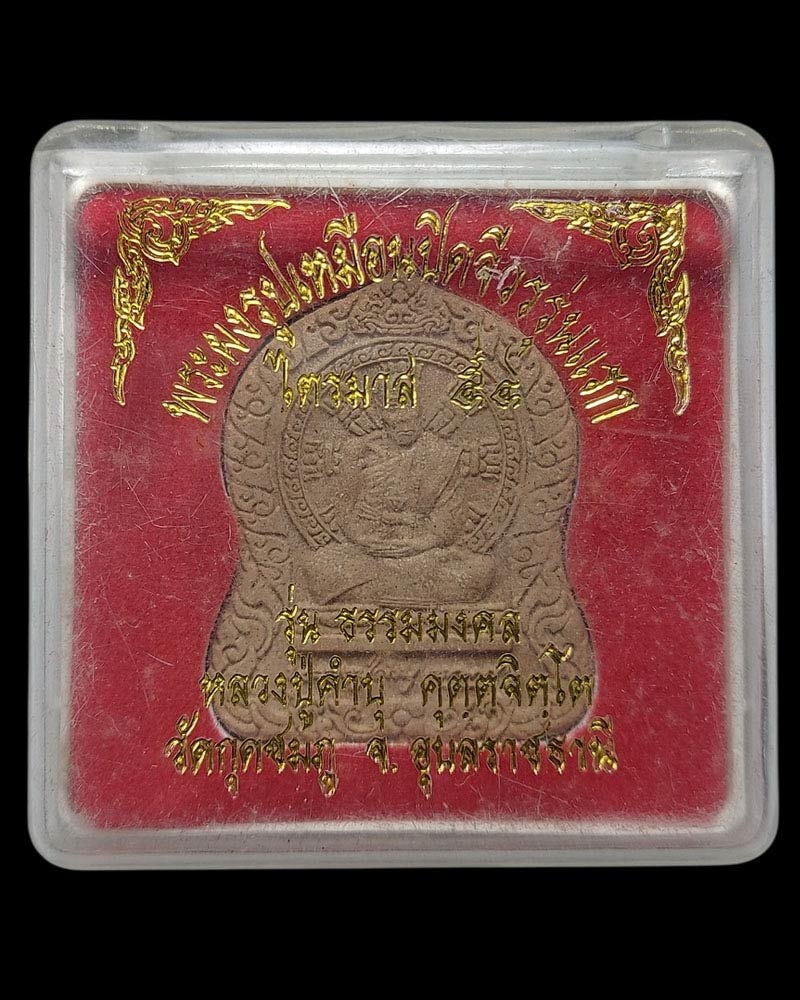 พระผงรูปเหมือนปิดจีวรรุ่นแรก
ไตรมาส ๕๔
รุ่น ธรรมมงคล
หลวงปู่คำบุ คุตฺตจิตฺโต
วัดกุดชมภู จ. อุบลราชธานี